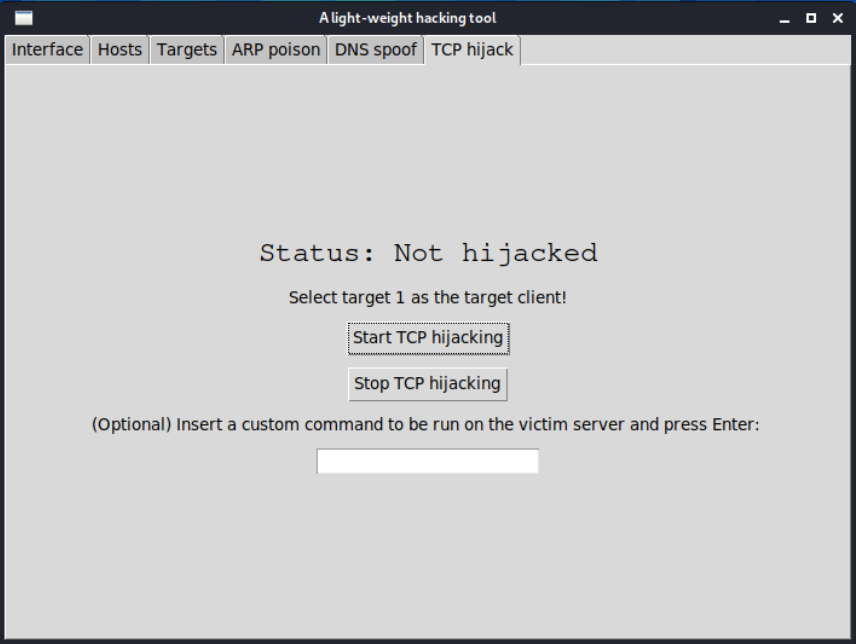 A light-weight hacking tool
Interface Hosts Targets ARP poison DNS spoof TCP hijack
Status: Not hijacked
Select target 1 as the target client!
Start TCP hijacking
Stop TCP hijacking
(Optional) Insert a custom command to be run on the victim server and press Enter: